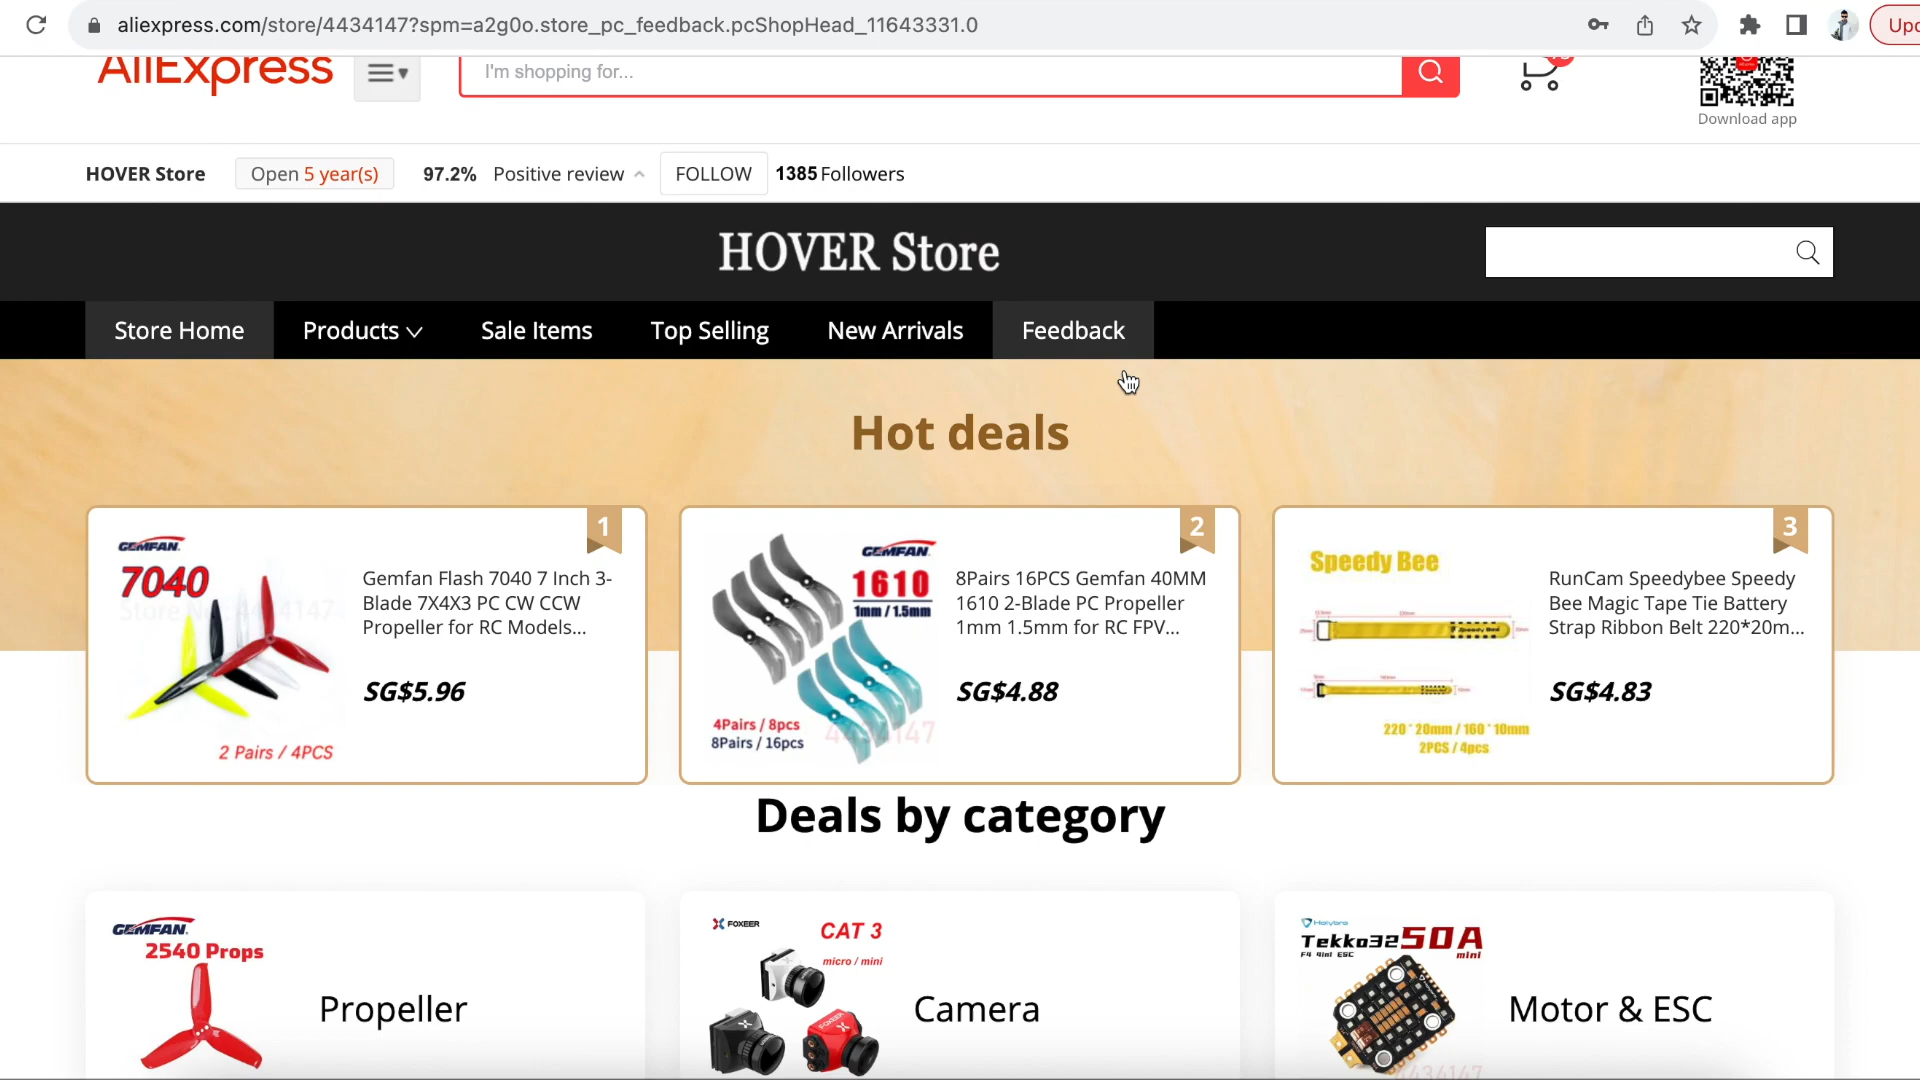 aliexpress.com/store/4434147?spm=a2g0o.store_pc_feedback.pcShopHead_11643331.0
Upd
AliExpress
I'm shopping for...
Download app
HOVER Store
Open 5 year(s)
97.2% Positive review
FOLLOW
1385 Followers
HOVER Store
Store Home
Products
Sale Items
Top Selling
New Arrivals
Feedback
Hot deals
1
GEMFAN
7040
2 Pairs / 4PCS
Gemfan Flash 7040 7 Inch 3-
Blade 7X4X3 PC CW CCW
Propeller for RC Models...
SG$5.96
2
GEMFAN
1610
1mm / 1.5mm
4Pairs / 8pcs
8Pairs / 16pcs
8Pairs 16PCS Gemfan 40MM
1610 2-Blade PC Propeller
1mm 1.5mm for RC FPV...
SG$4.88
3
Speedy Bee
Speedy Bee
220 * 20mm / 160 * 10mm
2PCS / 4pcs
RunCam Speedybee Speedy
Bee Magic Tape Tie Battery
Strap Ribbon Belt 220*20m...
SG$4.83
Deals by category
GEMFAN
2540 Props
Propeller
FOXEER
CAT 3
micro / mini
Camera
Holybro
Tekko32 50A
F4 4in1 ESC mini
Motor & ESC